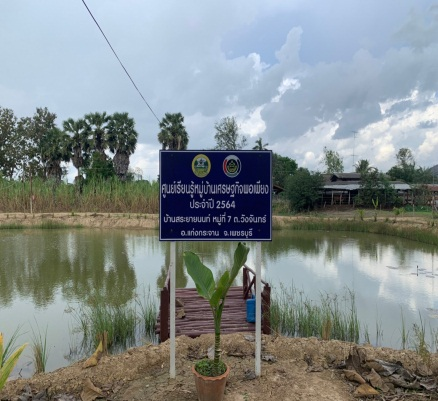 ศูนย์เรียนรู้หมู่บ้านเศรษฐกิจพอเพียง
ประจำปี 2564
บ้านสระยายนนท์ หมู่ที่ 7 ต.วังจันทร์
อ.แก่งกระจาน จ.เพชรบุรี